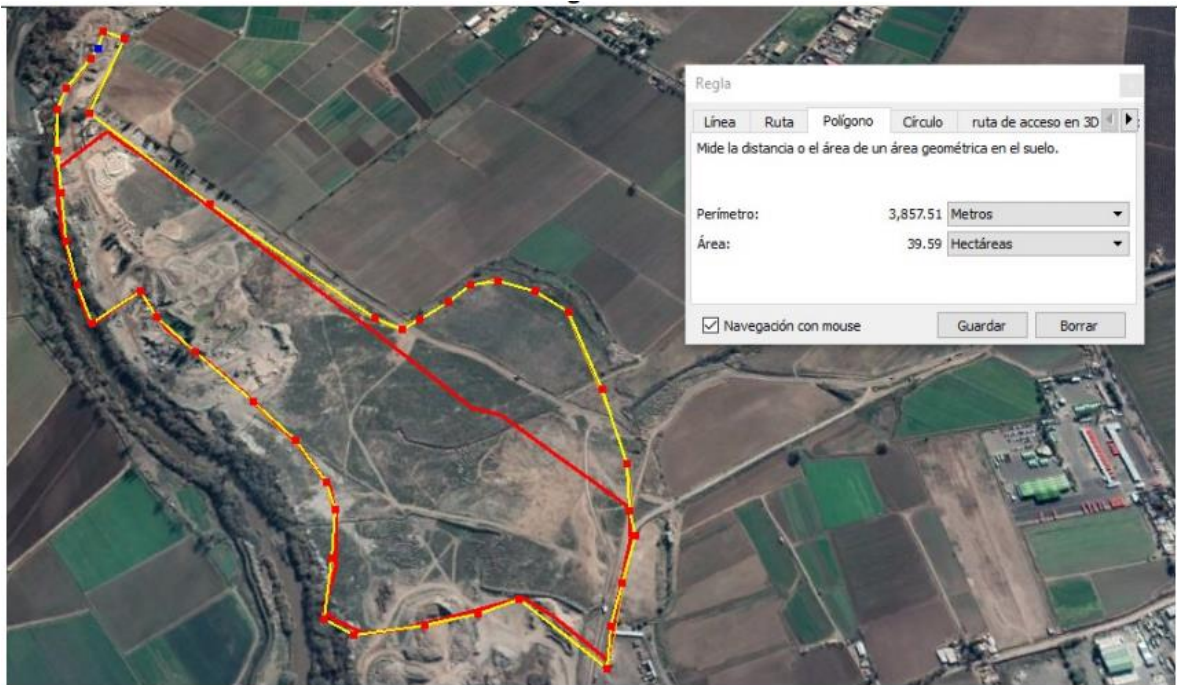 Regla
Línea Ruta Polígono Círculo ruta de acceso en 3D
Mide la distancia o el área de un área geométrica en el suelo.
Perímetro: 3,857.51 Metros
Área: 39.59 Hectáreas
Navegación con mouse Guardar Borrar